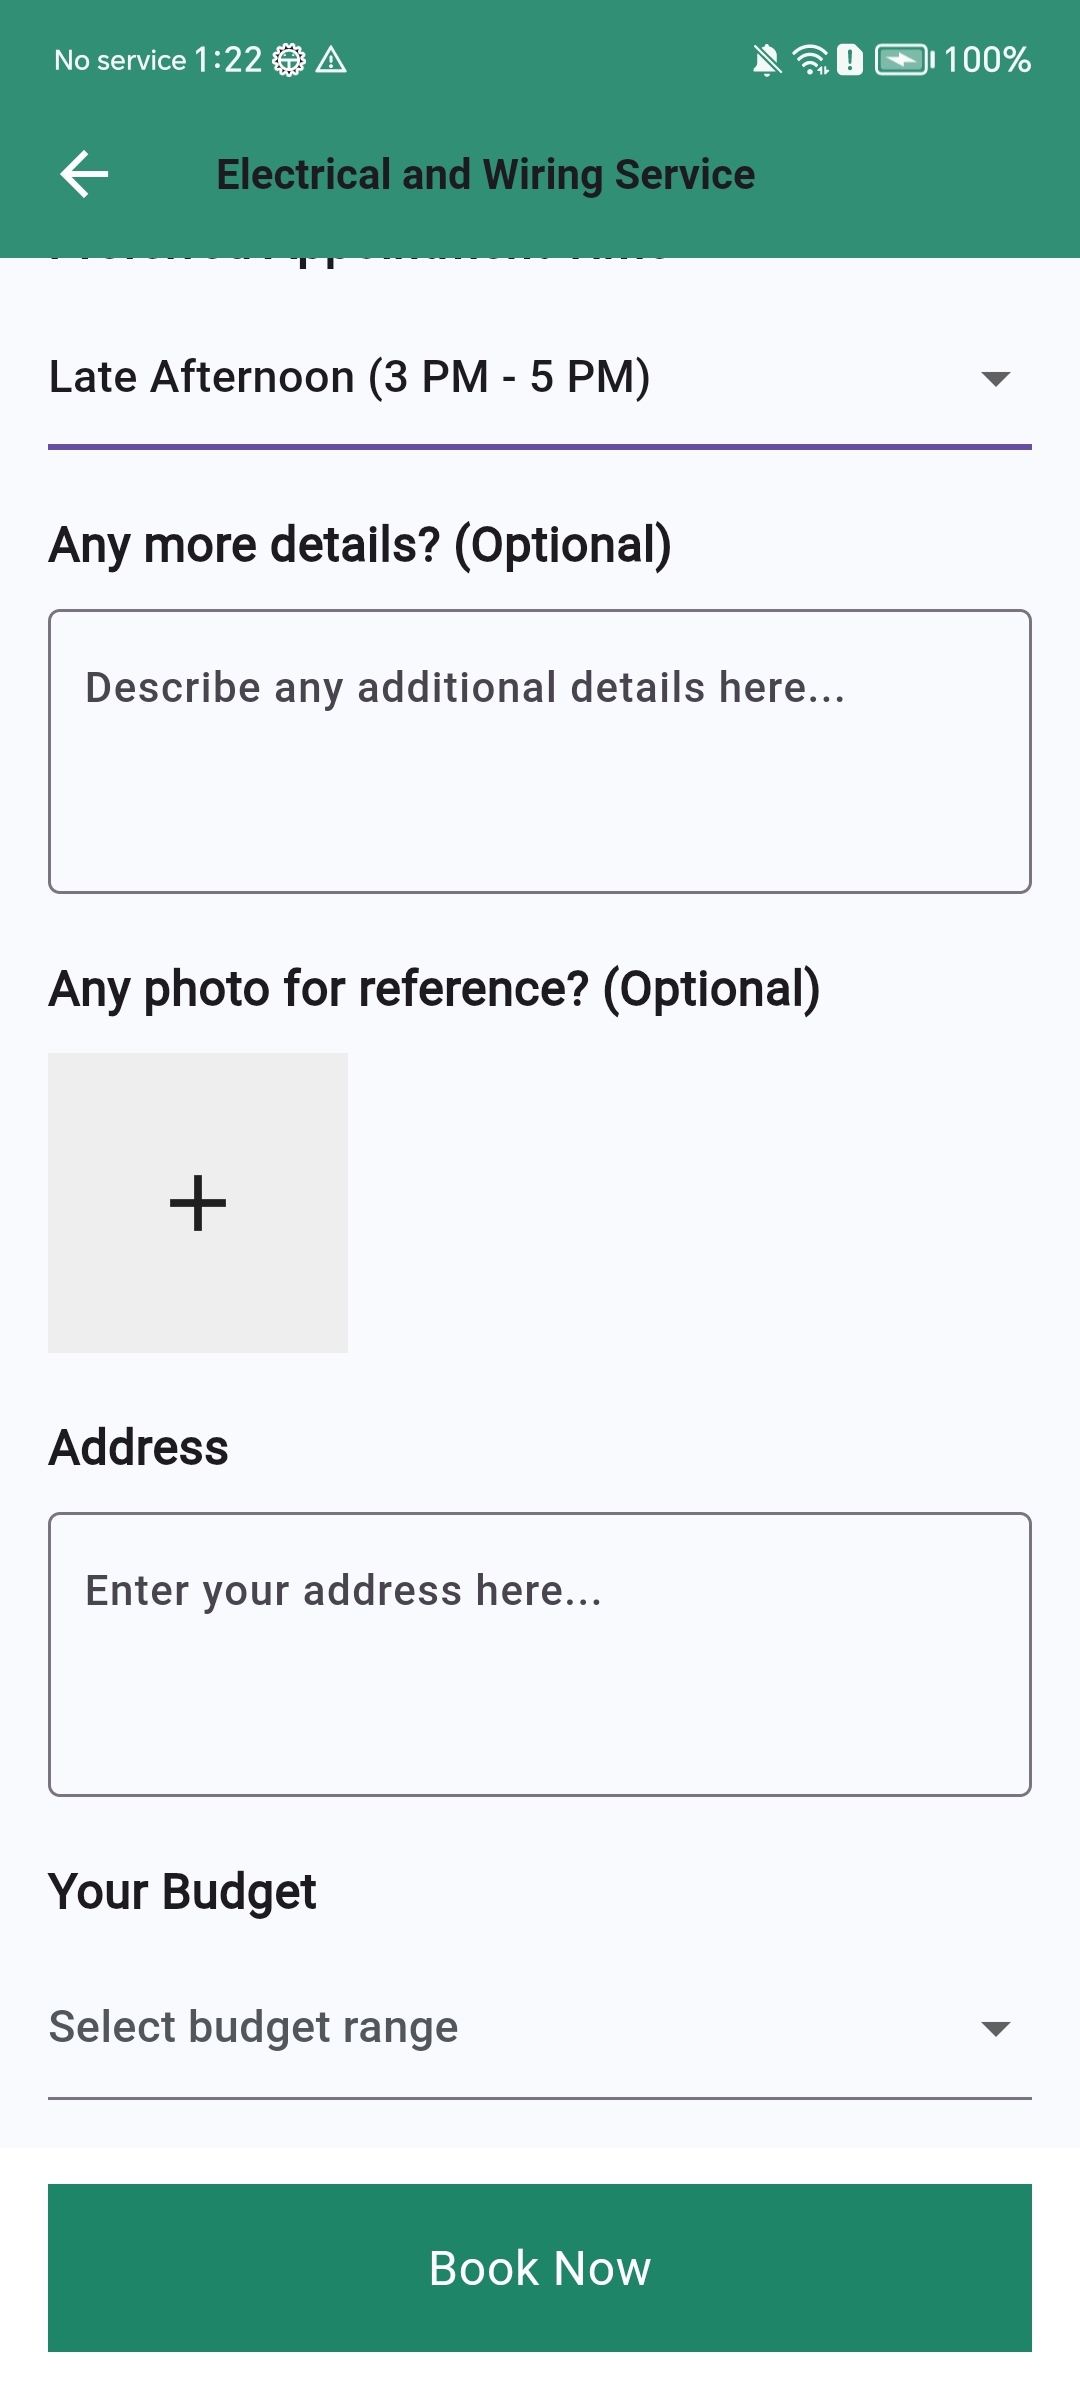 No service 1:22 100%
Electrical and Wiring Service
Late Afternoon (3 PM - 5 PM)
Any more details? (Optional)
Describe any additional details here...
Any photo for reference? (Optional)
Address
Enter your address here...
Your Budget
Select budget range
Book Now